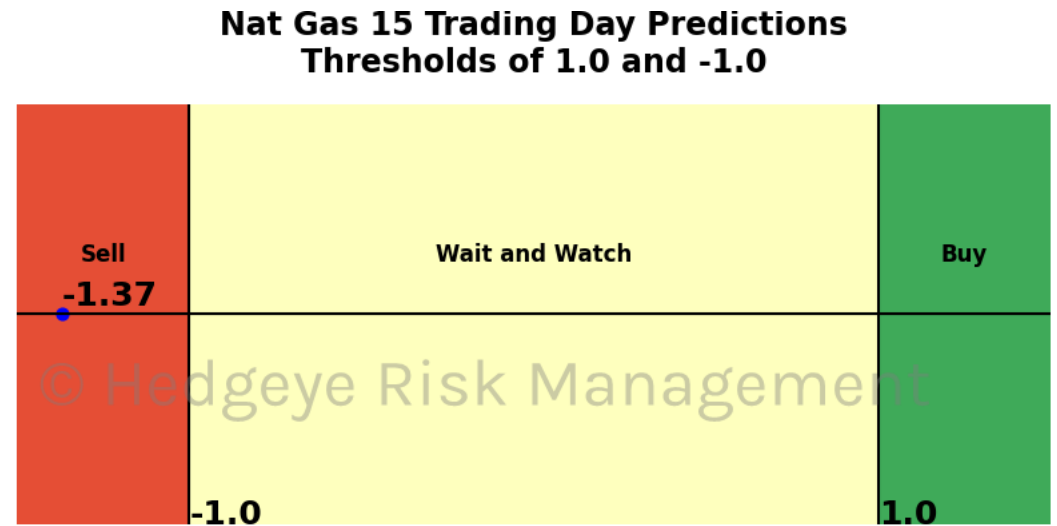 Nat Gas 15 Trading Day Predictions
Thresholds of 1.0 and -1.0
Sell
Wait and Watch
Buy
-1.37
© Hedgeye Risk Management
-1.0
1.0